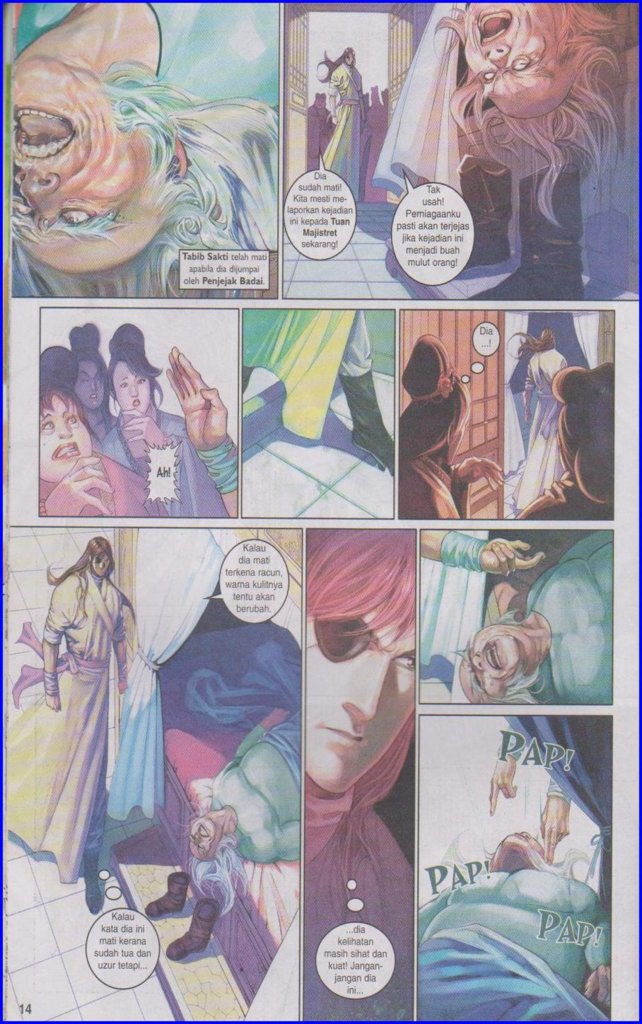 Tabib Sakti telah mati
apabila dia dijumpai
oleh Penjejak Badai.
Dia
sudah mati!
Kita mesti me-
laporkan kejadian
ini kepada Tuan
Majistret
sekarang!
Tak
usah!
Perniagaanku
pasti akan terjejas
jika kejadian ini
menjadi buah
mulut orang!
Ah!
Dia
...!
Kalau
dia mati
terkena racun,
warna kulitnya
tentu akan
berubah.
Kalau
kata dia ini
mati kerana
sudah tua dan
uzur tetapi...
...dia
kelihatan
masih sihat dan
kuat! Jangan-
jangan dia
ini...
PAP!
PAP!
PAP!
14